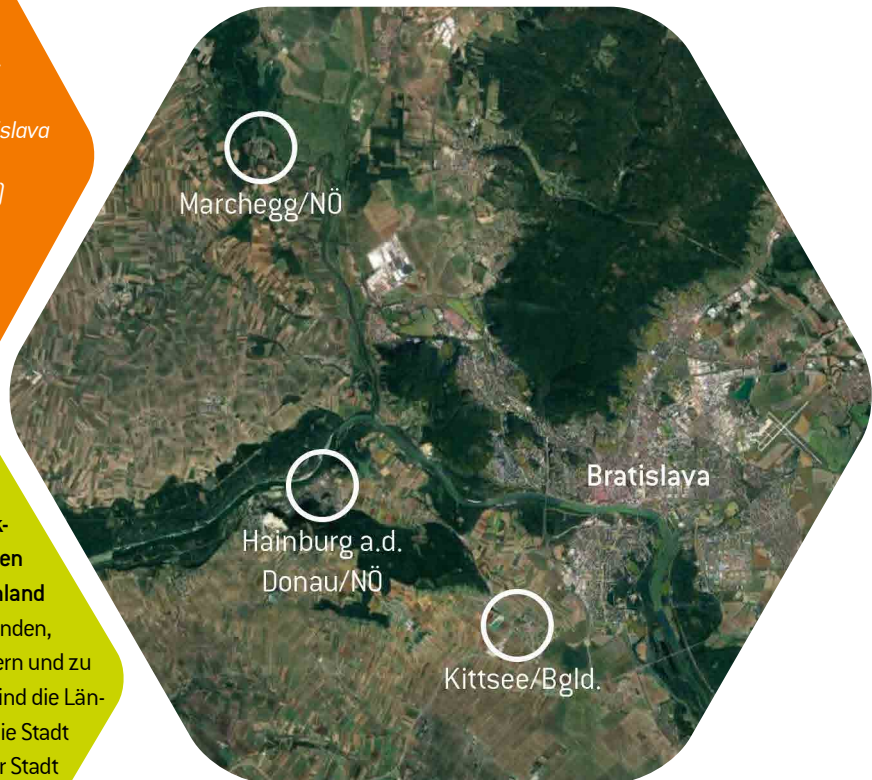 slava
Marchegg/NÖ
Bratislava
Hainburg a.d.
Donau/NÖ
Kittsee/Bgld.
k-
en
nland
nden,
ern und zu
ind die Län-
ie Stadt
r Stadt